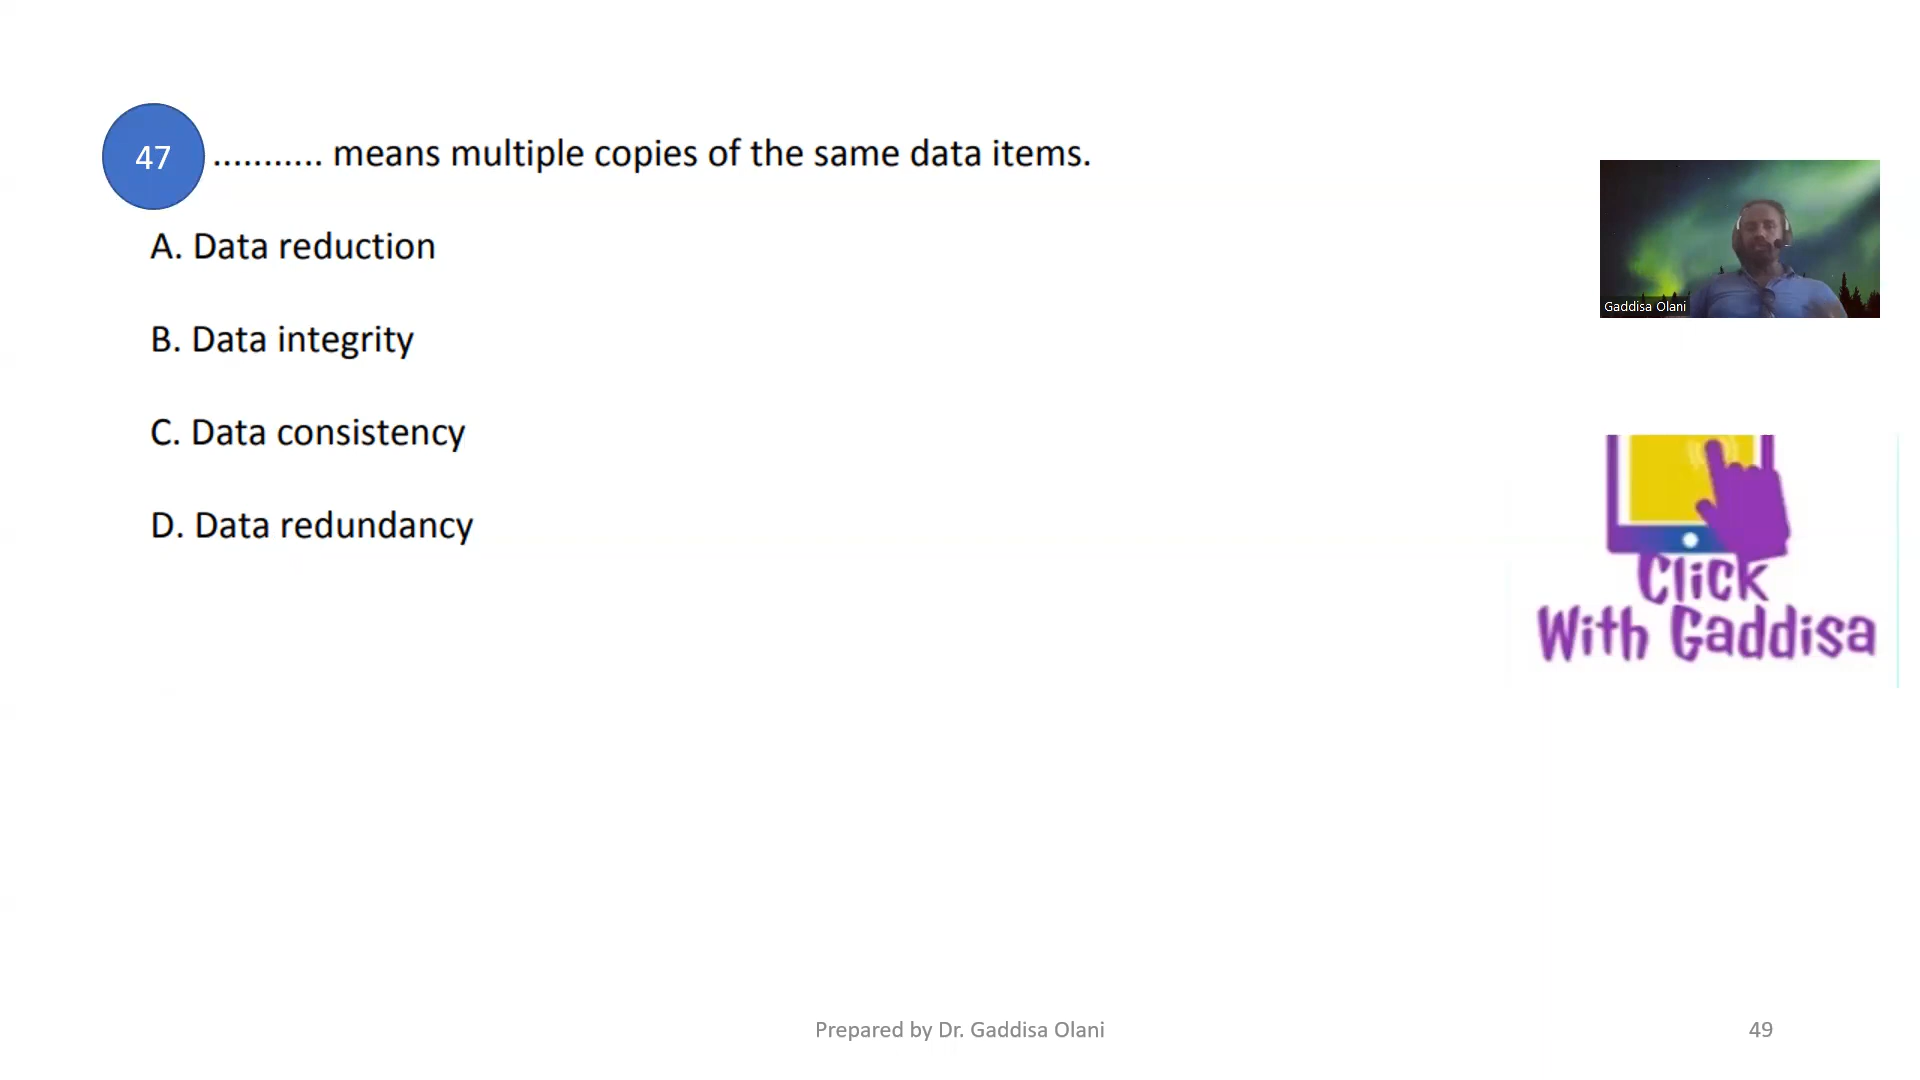 47
........... means multiple copies of the same data items.
A. Data reduction
B. Data integrity
C. Data consistency
D. Data redundancy
Gaddisa Olani
Click
With Gaddisa
Prepared by Dr. Gaddisa Olani
49